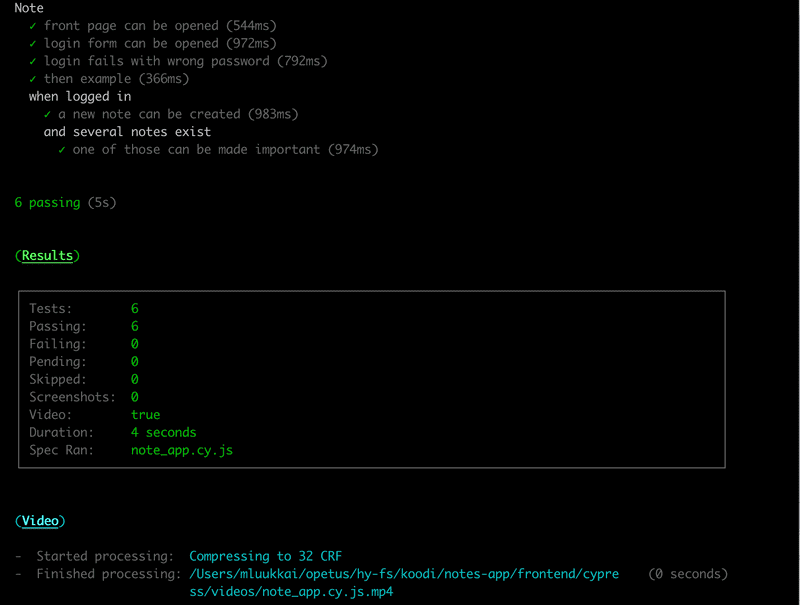 Note
✓ front page can be opened (544ms)
✓ login form can be opened (972ms)
✓ login fails with wrong password (792ms)
✓ then example (366ms)
when logged in
✓ a new note can be created (983ms)
and several notes exist
✓ one of those can be made important (974ms)
6 passing (5s)
(Results)
Tests: 6
Passing: 6
Failing: 0
Pending: 0
Skipped: 0
Screenshots: 0
Video: true
Duration: 4 seconds
Spec Ran: note_app.cy.js
(Video)
- Started processing: Compressing to 32 CRF
- Finished processing: /Users/mluukkai/opetus/hy-fs/koodi/notes-app/frontend/cypre (0 seconds)
ss/videos/note_app.cy.js.mp4